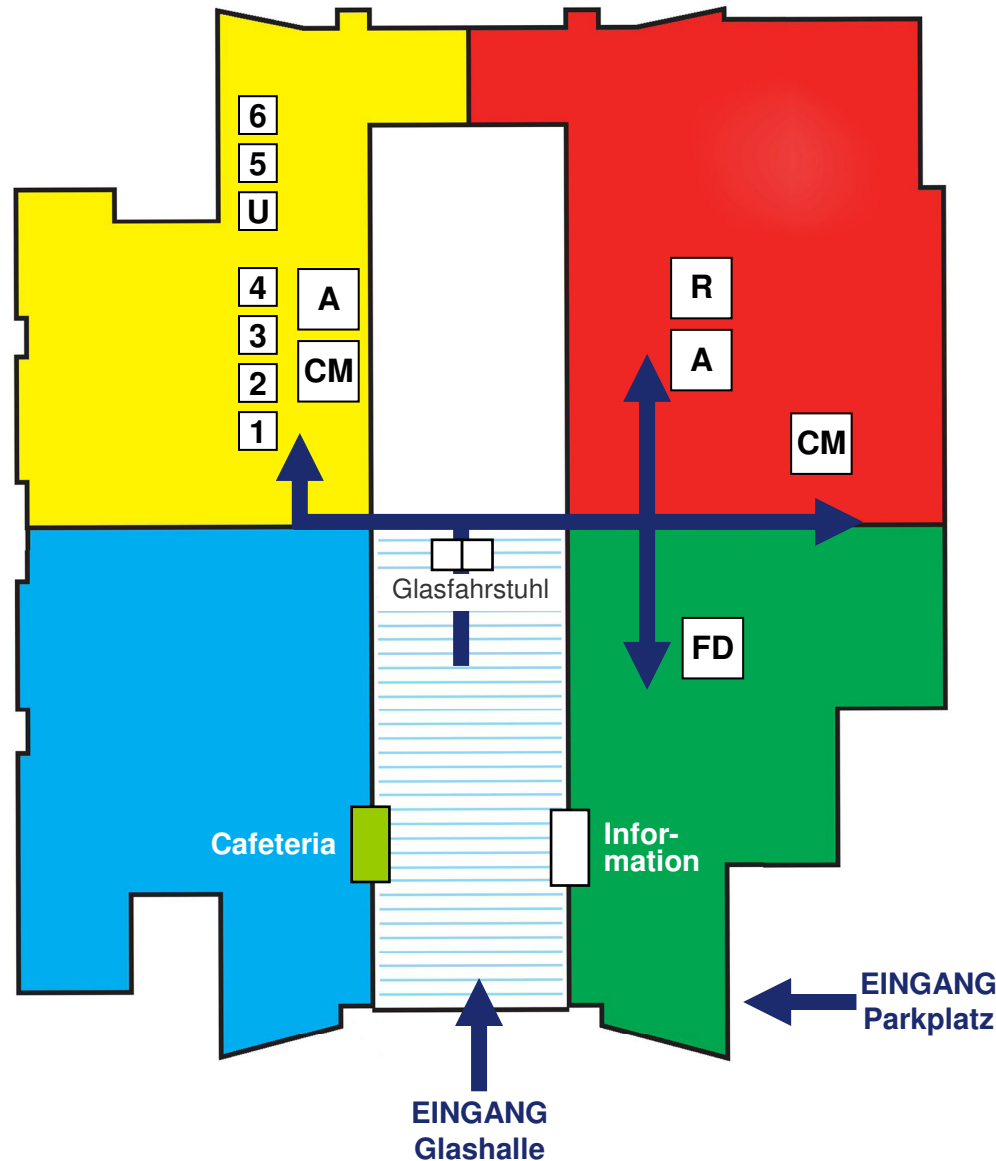 6
5
U
4
3
2
1
A
CM
R
A
CM
Glasfahrstuhl
FD
Cafeteria
Infor-
mation
EINGANG
Parkplatz
EINGANG
Glashalle